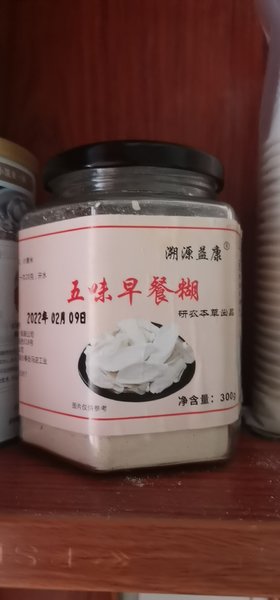 溯源益康®
五味早餐糊
2022年 02月 09日
研农本草出品
图片仅供参考
净含量：300g